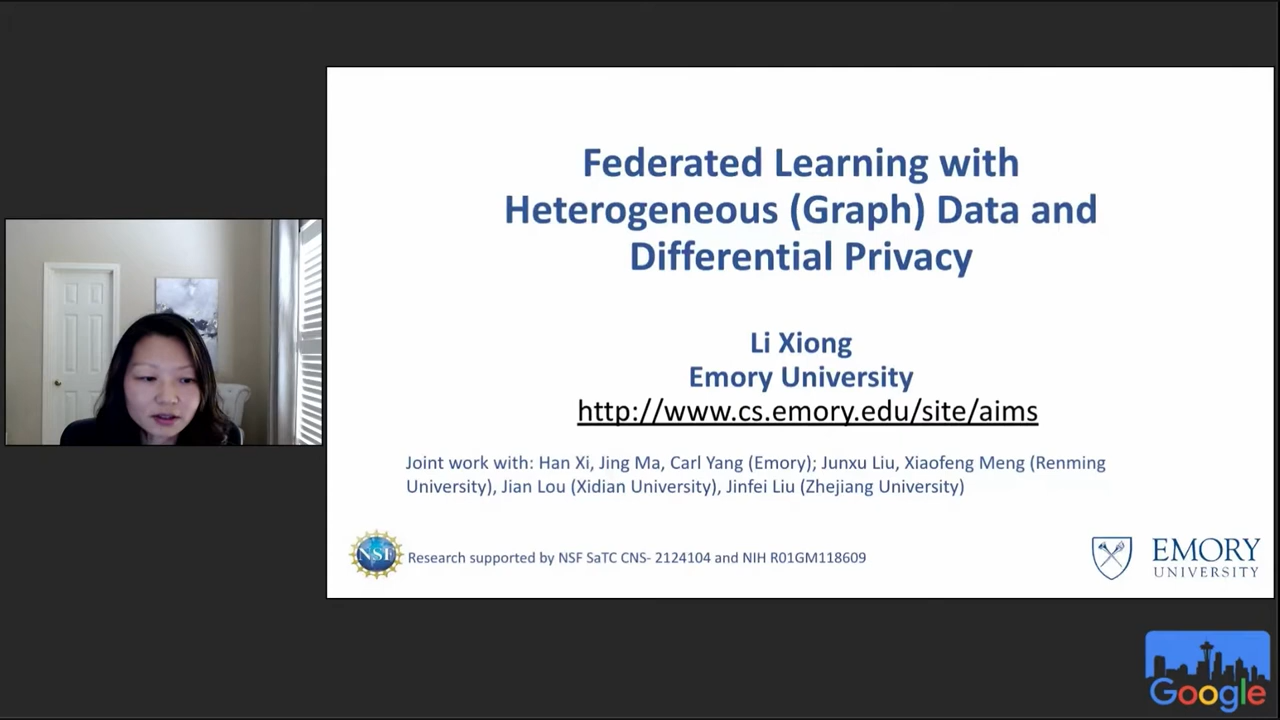 Federated Learning with
Heterogeneous (Graph) Data and
Differential Privacy
Li Xiong
Emory University
http://www.cs.emory.edu/site/aims
Joint work with: Han Xi, Jing Ma, Carl Yang (Emory); Junxu Liu, Xiaofeng Meng (Renming
University), Jian Lou (Xidian University), Jinfei Liu (Zhejiang University)
NSF
Research supported by NSF SaTC CNS- 2124104 and NIH R01GM118609
EMORY
UNIVERSITY
Google